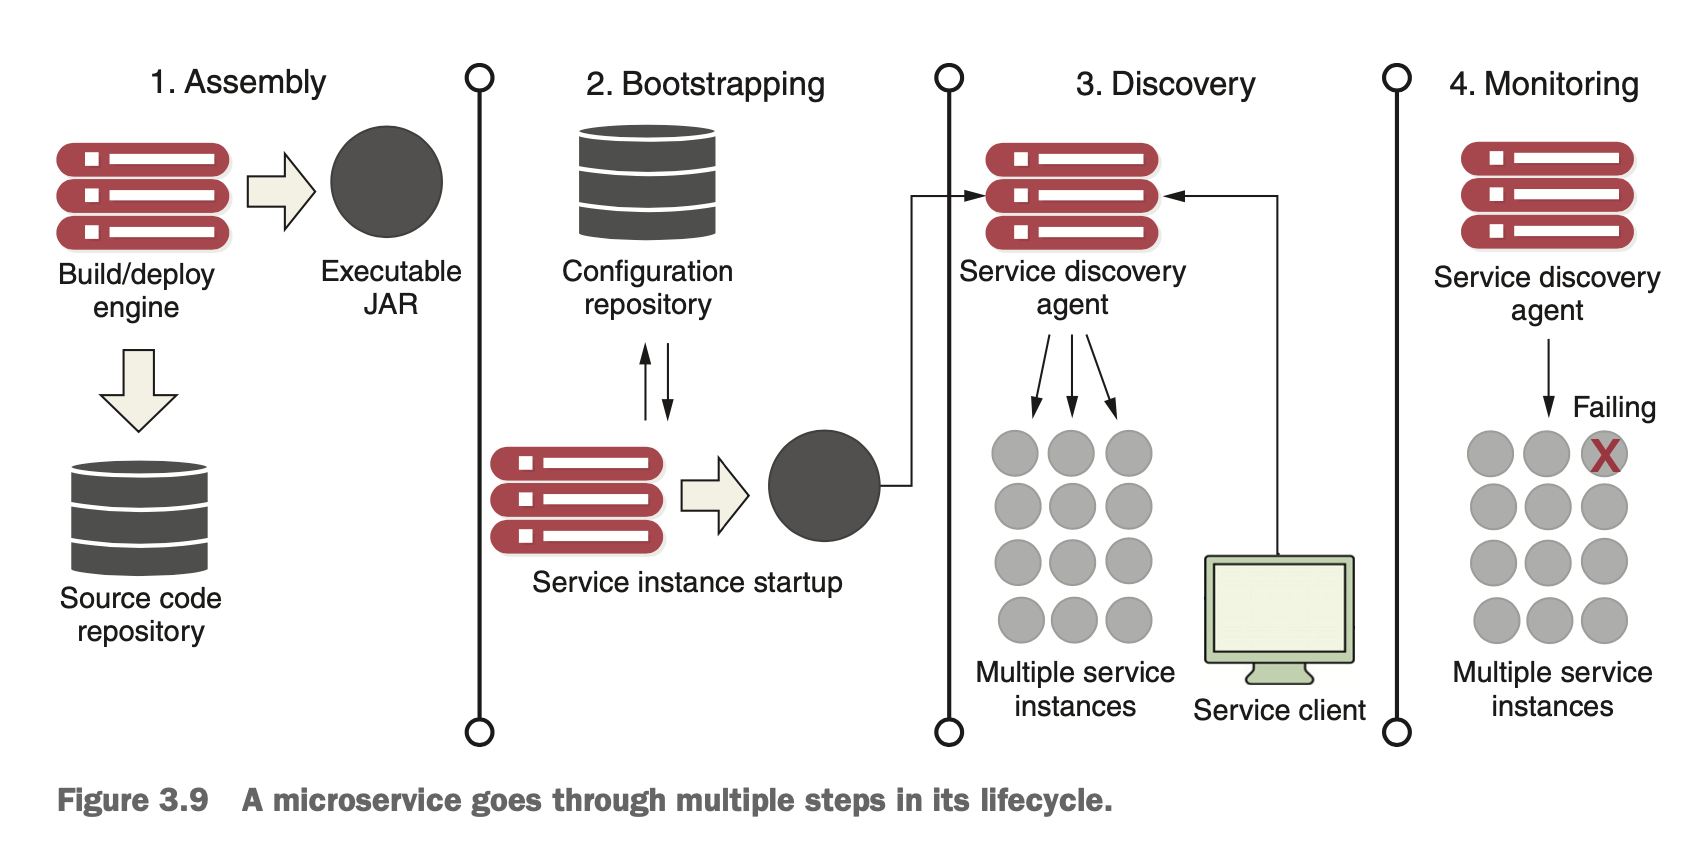 1. Assembly
Build/deploy
engine
Executable
JAR
Source code
repository
2. Bootstrapping
Configuration
repository
Service instance startup
3. Discovery
Service discovery
agent
Multiple service
instances
Service client
4. Monitoring
Service discovery
agent
Failing
X
Multiple service
instances
Figure 3.9 A microservice goes through multiple steps in its lifecycle.